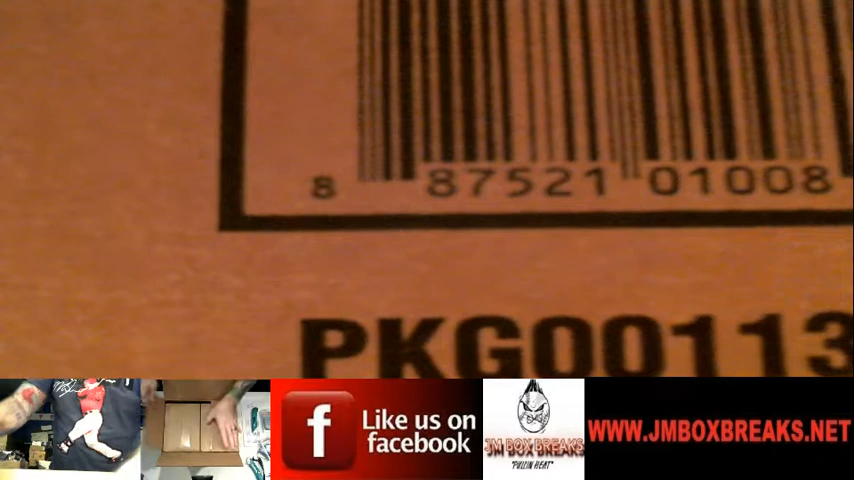 8 87521 01008
PKG00113
f Like us on
facebook
JM BOX BREAKS
"PULLIN HEAT"
WWW.JMBOXBREAKS.NET